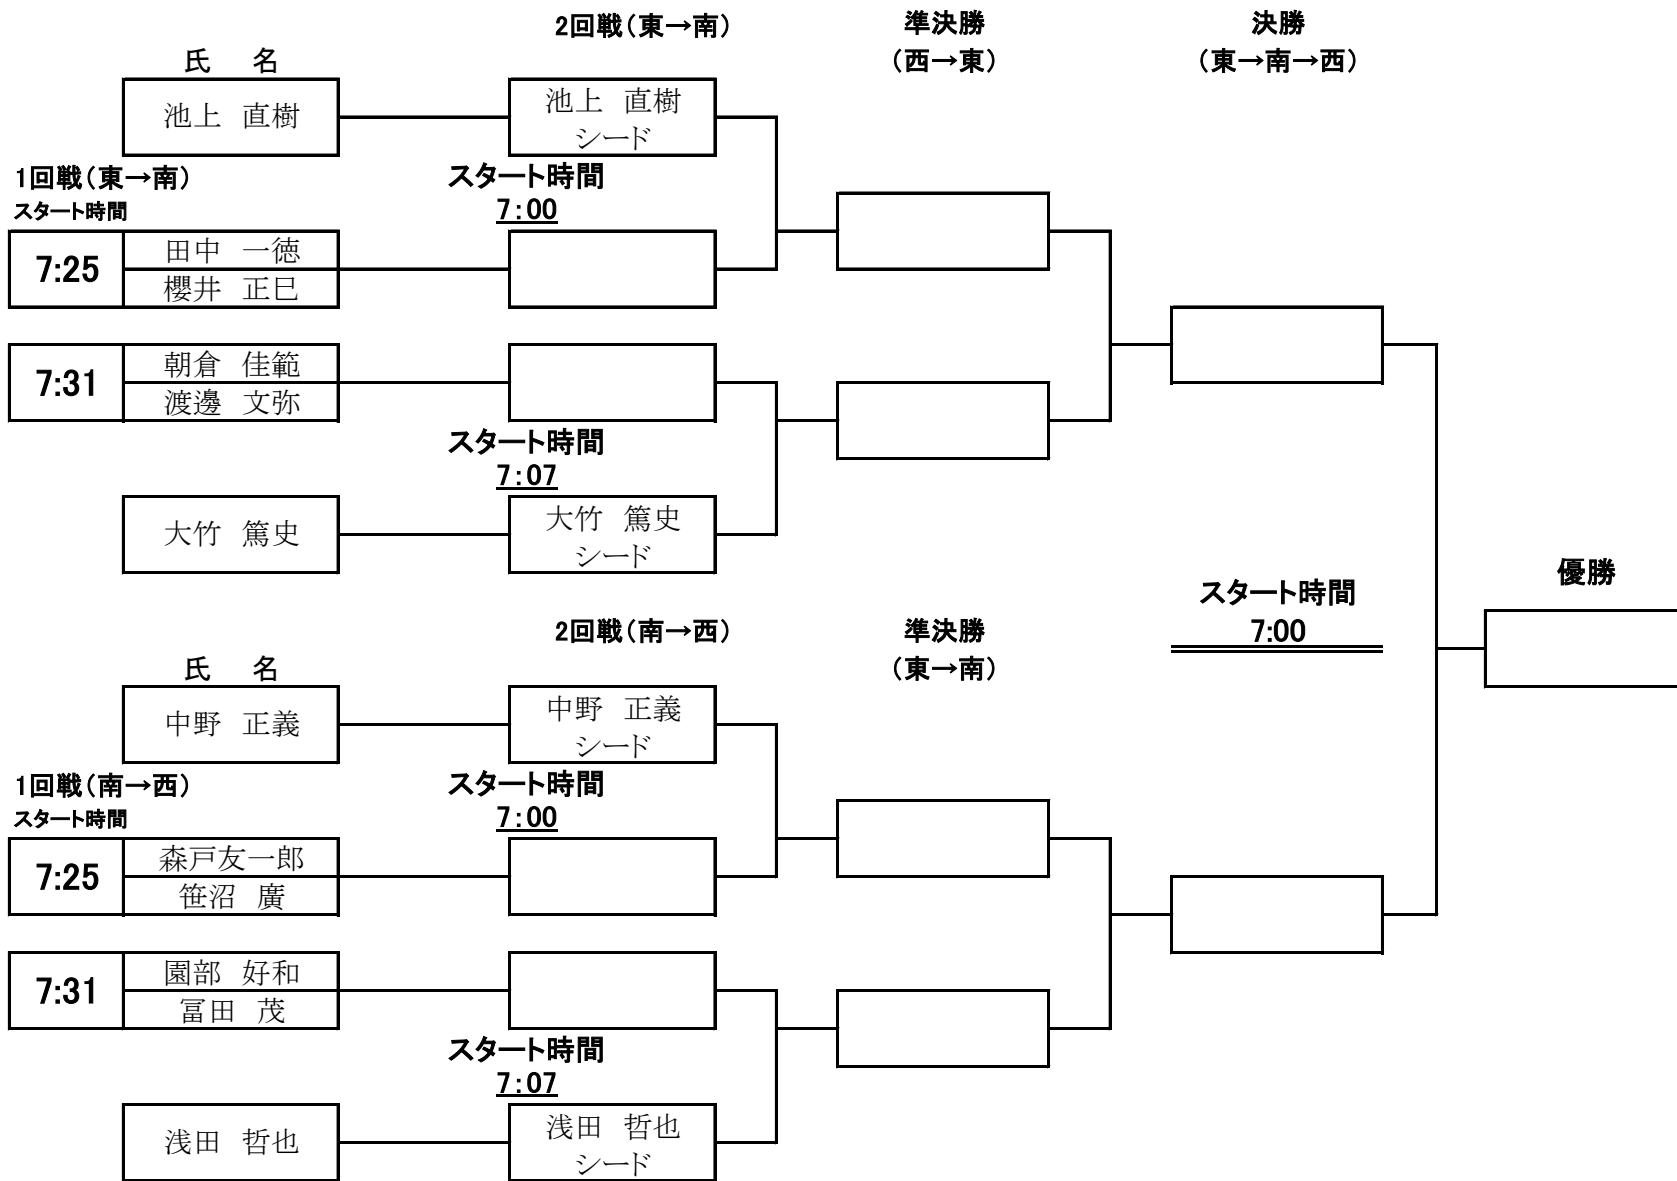 2回戦（東→南）
準決勝
（西→東）
決勝
（東→南→西）
氏　名
池上　直樹
池上　直樹
シード
1回戦（東→南）
スタート時間
スタート時間
7：00
7:25
田中　一徳
櫻井　正巳
7:31
朝倉　佳範
渡邊　文弥
スタート時間
7：07
大竹　篤史
大竹　篤史
シード
優勝
スタート時間
7:00
2回戦（南→西）
準決勝
（東→南）
氏　名
中野　正義
中野　正義
シード
1回戦（南→西）
スタート時間
スタート時間
7：00
7:25
森戸友一郎
笹沼　廣
7:31
園部　好和
冨田　茂
スタート時間
7：07
浅田　哲也
浅田　哲也
シード